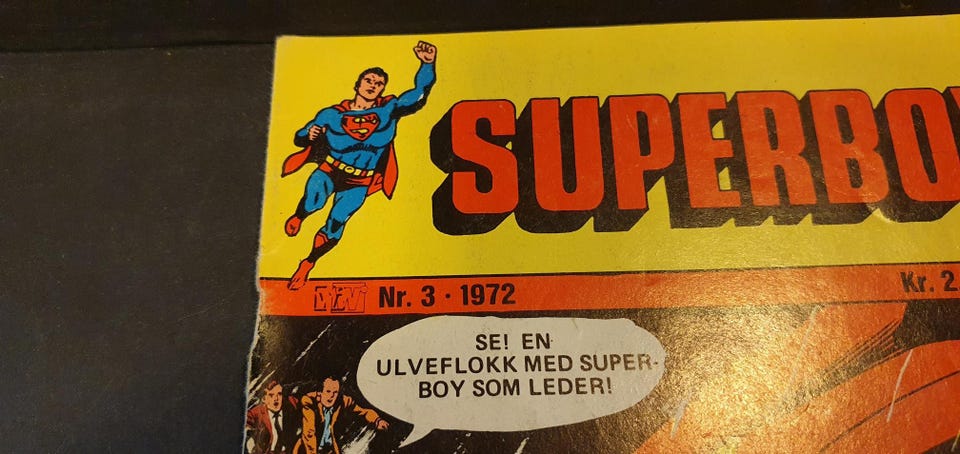 SUPERBO
Nr. 3 · 1972
Kr. 2.
SE! EN
ULVEFLOKK MED SUPER-
BOY SOM LEDER!